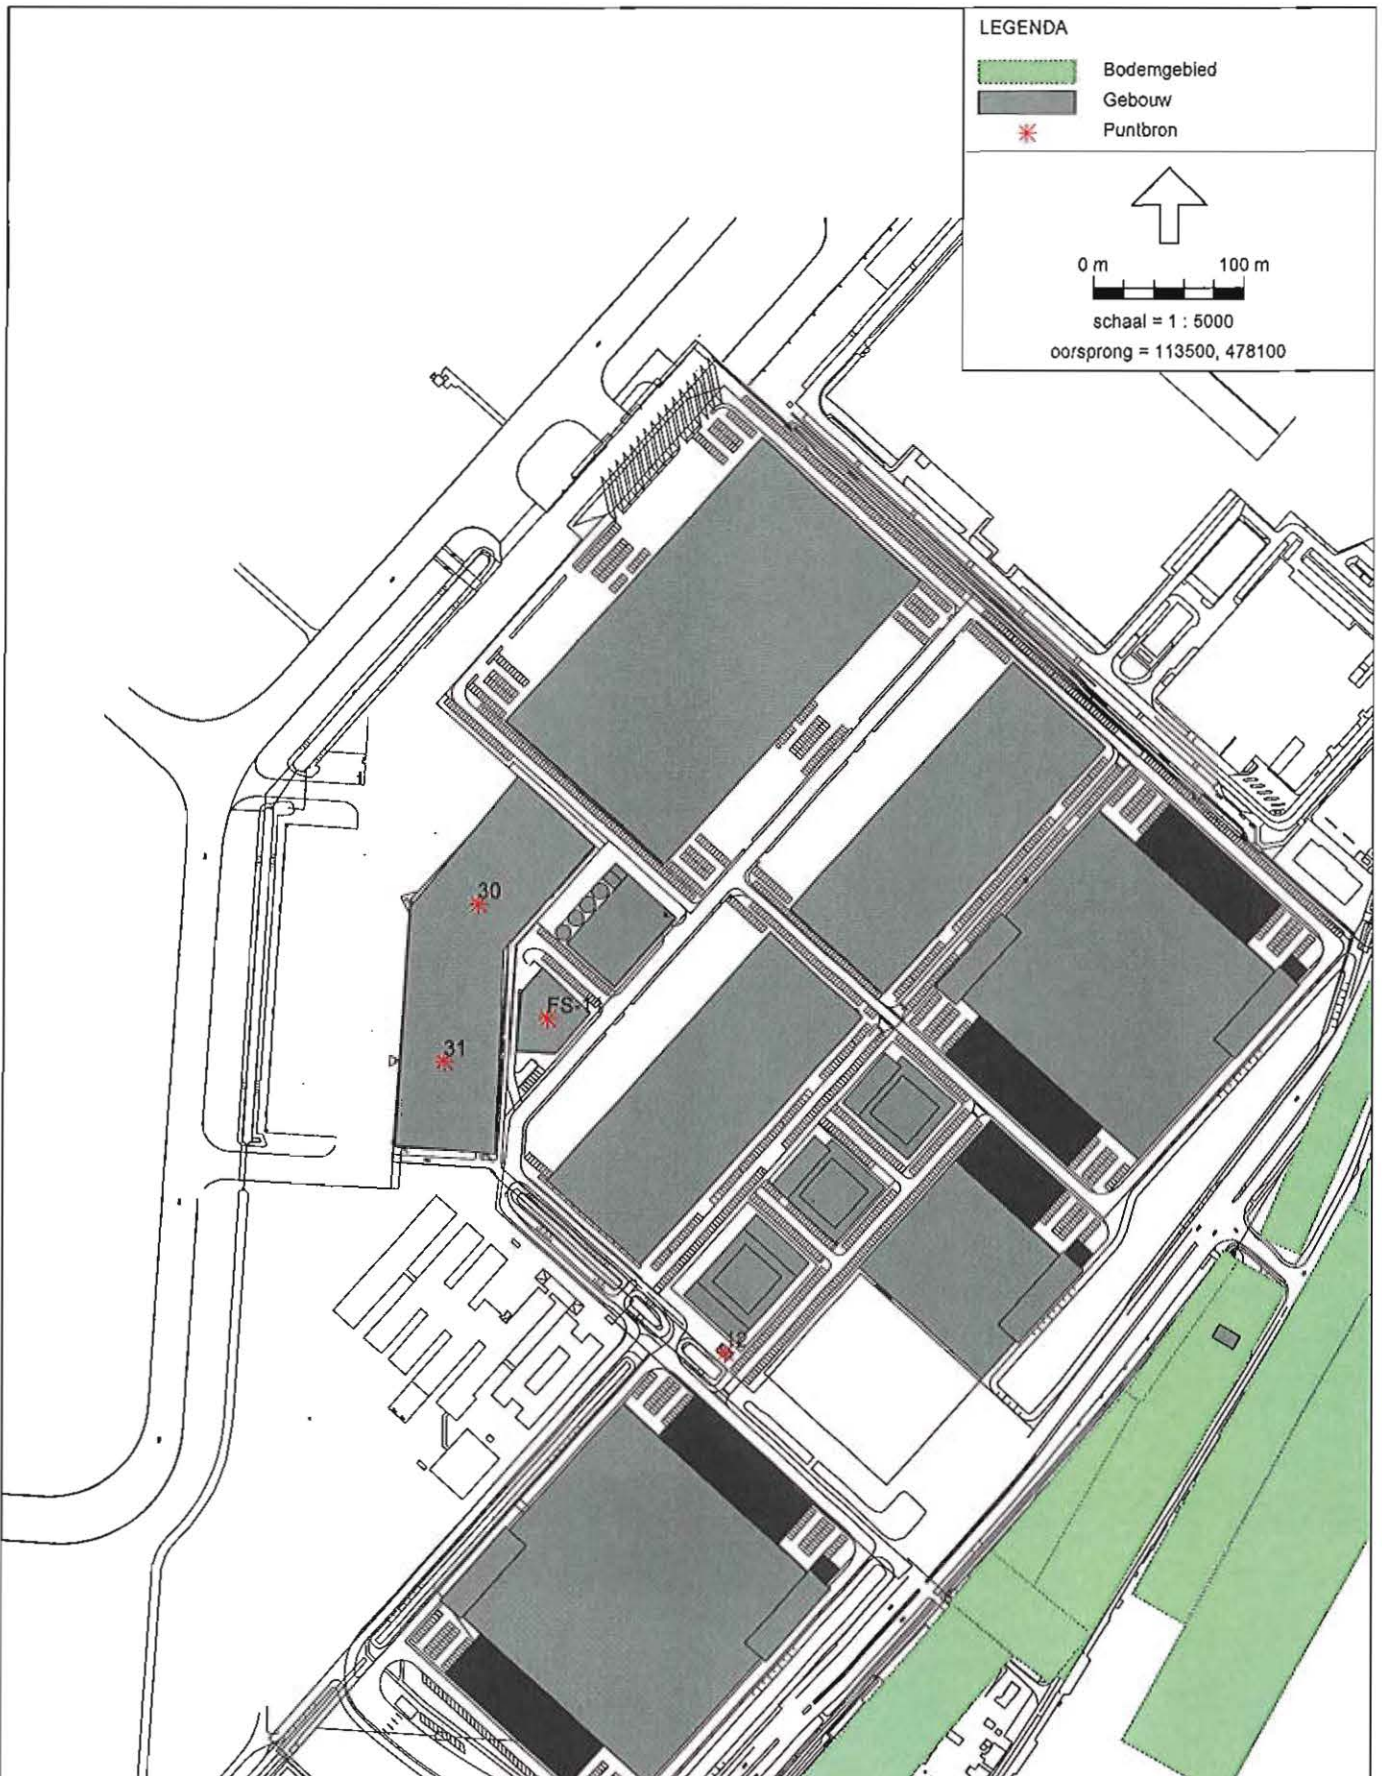 LEGENDA
Bodemgebied
Gebouw
Puntbron
0 m 100 m
schaal = 1 : 5000
oorsprong = 113500, 478100
30
FS-11
31
12